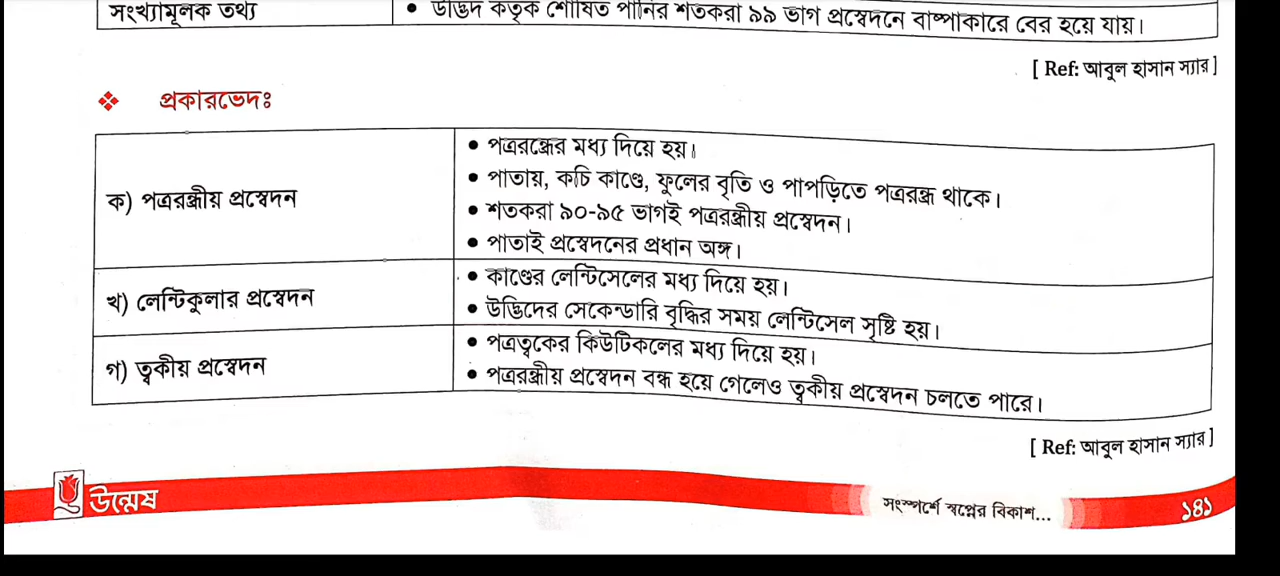 সংখ্যামূলক তথ্য
• উদ্ভিদ কর্তৃক শোষিত পানির শতকরা ৯৯ ভাগ প্রস্বেদনে বাষ্পাকারে বের হয়ে যায়।
[ Ref: আবুল হাসান স্যার ]
❖ প্রকারভেদঃ
ক) পত্ররন্ধ্রীয় প্রস্বেদন
• পত্ররন্ধ্রের মধ্য দিয়ে হয়।
• পাতায়, কচি কাণ্ডে, ফুলের বৃতি ও পাপড়িতে পত্ররন্ধ্র থাকে।
• শতকরা ৯০-৯৫ ভাগই পত্ররন্ধ্রীয় প্রস্বেদন।
• পাতাই প্রস্বেদনের প্রধান অঙ্গ।
খ) লেন্টিকুলার প্রস্বেদন
• কাণ্ডের লেন্টিসেলের মধ্য দিয়ে হয়।
• উদ্ভিদের সেকেন্ডারি বৃদ্ধির সময় লেন্টিসেল সৃষ্টি হয়।
গ) ত্বকীয় প্রস্বেদন
• পত্রত্বকের কিউটিকলের মধ্য দিয়ে হয়।
• পত্ররন্ধ্রীয় প্রস্বেদন বন্ধ হয়ে গেলেও ত্বকীয় প্রস্বেদন চলতে পারে।
[ Ref: আবুল হাসান স্যার ]
উন্মেষ
সংস্পর্শে স্বপ্নের বিকাশ...
১৪১